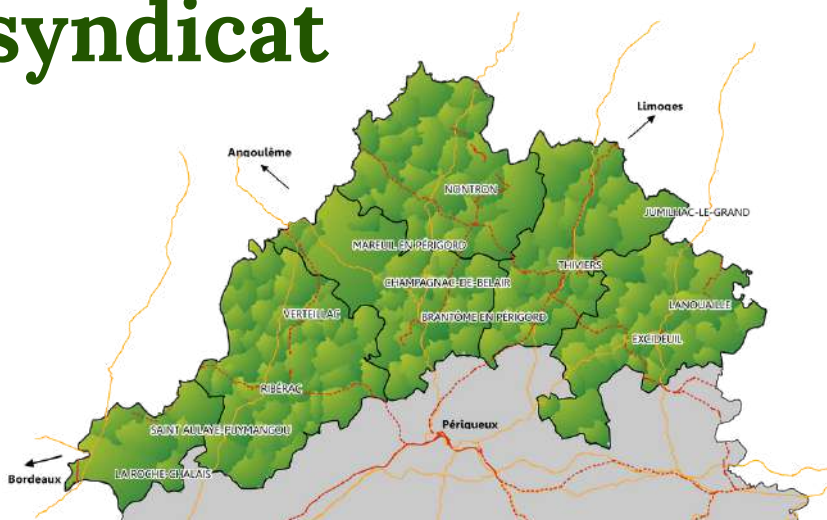 syndicat
Limoges
Angoulême
NONTRON
JUMILHAC-LE-GRAND
MAREUIL EN PÉRIGORD
THIVIERS
CHAMPAGNAC-DE-BELAIR
LANOUAILLE
VERTEILLAC
BRANTÔME EN PÉRIGORD
EXCIDEUIL
RIBÉRAC
Périgueux
SAINT AULAYE-PUYMANGOU
LA ROCHE-CHALAIS
Bordeaux